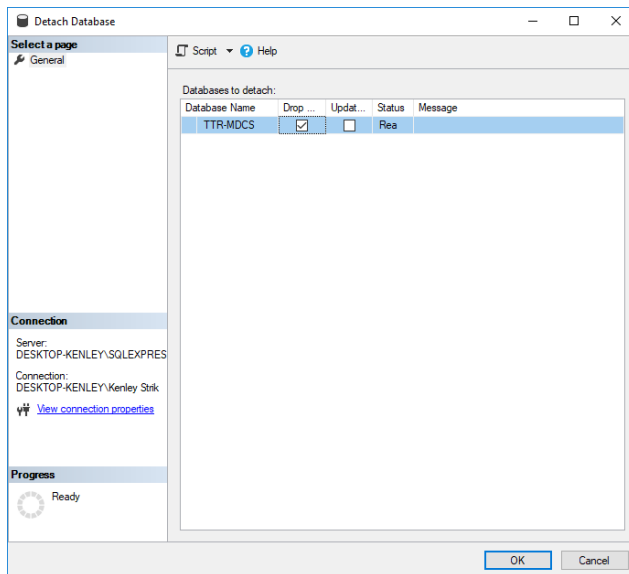 Detach Database
Select a page
General
Script
Help
Databases to detach:
Database Name Drop ... Updat... Status Message
TTR-MDCS Rea
Connection
Server:
DESKTOP-KENLEY\SQLEXPRES
Connection:
DESKTOP-KENLEY\Kenley Strik
View connection properties
Progress
Ready
OK Cancel